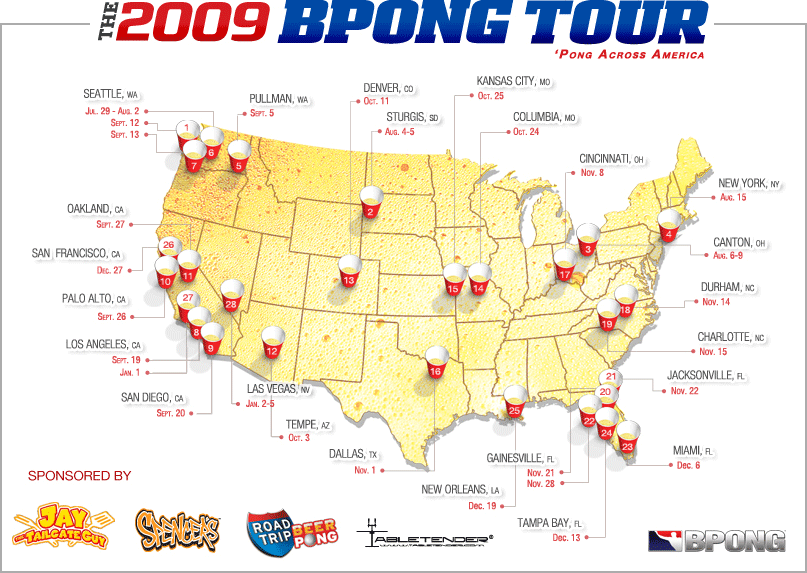 THE 2009 BPONG TOUR
'PONG ACROSS AMERICA
SEATTLE, WA
JUL. 29 - AUG. 2
SEPT. 12
SEPT. 13
PULLMAN, WA
SEPT. 5
DENVER, CO
OCT. 11
STURGIS, SD
AUG. 4-5
KANSAS CITY, MO
OCT. 25
COLUMBIA, MO
OCT. 24
CINCINNATI, OH
NOV. 8
NEW YORK, NY
AUG. 15
CANTON, OH
AUG. 6-9
DURHAM, NC
NOV. 14
CHARLOTTE, NC
NOV. 15
JACKSONVILLE, FL
NOV. 22
MIAMI, FL
DEC. 6
OAKLAND, CA
SEPT. 27
SAN FRANCISCO, CA
DEC. 27
PALO ALTO, CA
SEPT. 26
LOS ANGELES, CA
SEPT. 19
JAN. 1
SAN DIEGO, CA
SEPT. 20
LAS VEGAS, NV
JAN. 2-5
TEMPE, AZ
OCT. 3
DALLAS, TX
NOV. 1
NEW ORLEANS, LA
DEC. 19
GAINESVILLE, FL
NOV. 21
NOV. 28
TAMPA BAY, FL
DEC. 13
1
6
7
5
2
4
3
26
11
10
27
8
9
28
12
13
15
14
17
18
19
16
25
21
20
22
24
23
SPONSORED BY
JAY
THE TAILGATE GUY
SPENCERS
ROAD
TRIP
BEER
PONG
TABLETENDER
WWW.TABLETENDER.COM
BPONG